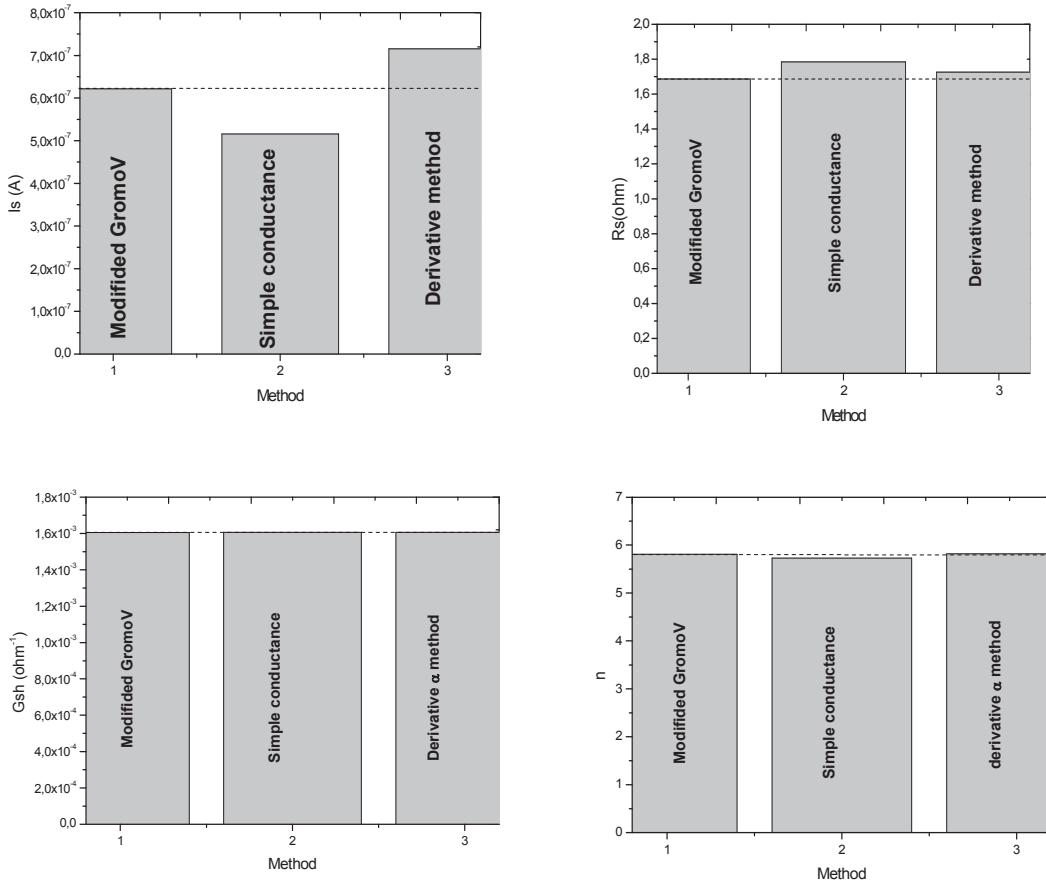 8,0x10-7
7,0x10-7
6,0x10-7
5,0x10-7
4,0x10-7
3,0x10-7
2,0x10-7
1,0x10-7
0,0
Is (A)
Modifided GromoV
Simple conductance
Derivative method
1 2 3
Method
2,0
1,8
1,6
1,4
1,2
1,0
0,8
0,6
0,4
0,2
0,0
Rs(ohm)
Modifided GromoV
Simple conductance
Derivative method
1 2 3
Method
1,8x10-3
1,6x10-3
1,4x10-3
1,2x10-3
1,0x10-3
8,0x10-4
6,0x10-4
4,0x10-4
2,0x10-4
0,0
Gsh (ohm-1)
Modifided GromoV
Simple conductance
Derivative α method
1 2 3
Method
7
6
5
4
3
2
1
0
n
Modifided GromoV
Simple conductance
derivative α method
1 2 3
Method